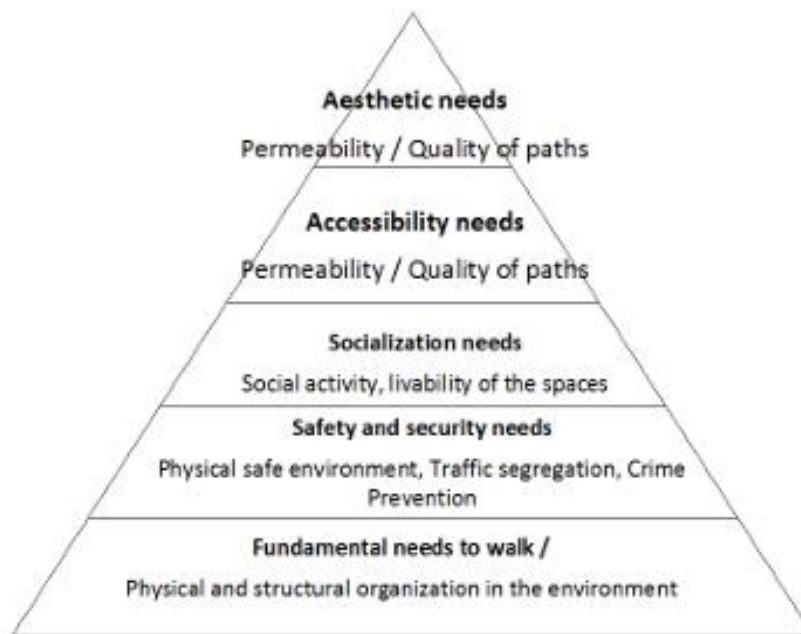 Aesthetic needs
Permeability / Quality of paths
Accessibility needs
Permeability / Quality of paths
Socialization needs
Social activity, livability of the spaces
Safety and security needs
Physical safe environment, Traffic segregation, Crime
Prevention
Fundamental needs to walk /
Physical and structural organization in the environment